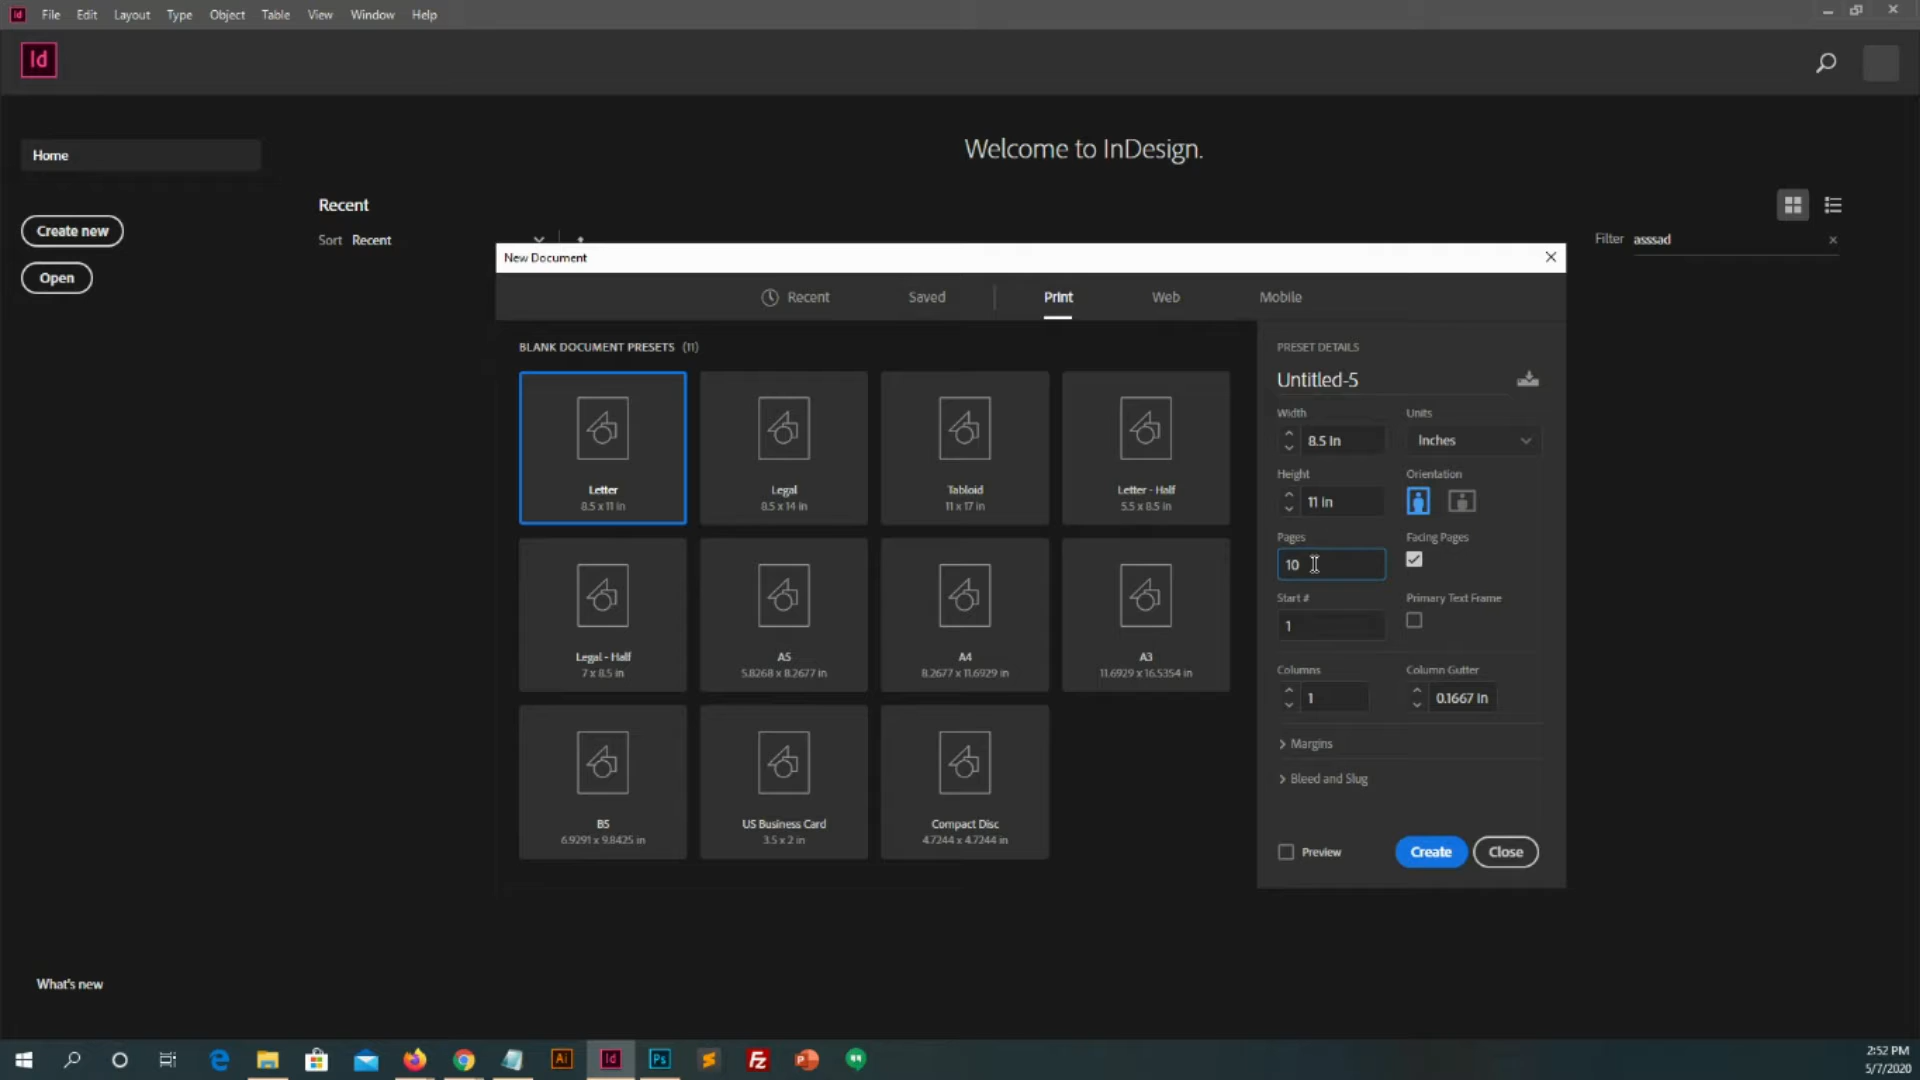 Id File Edit Layout Type Object Table View Window Help
Id
Home
Welcome to InDesign.
Recent
Create new
Sort Recent
Filter asssad
Open
New Document
Recent Saved Print Web Mobile
BLANK DOCUMENT PRESETS (11)
Letter
8.5 x 11 in
Legal
8.5 x 14 in
Tabloid
11 x 17 in
Letter - Half
5.5 x 8.5 in
Legal - Half
7 x 8.5 in
A5
5.8268 x 8.2677 in
A4
8.2677 x 11.6929 in
A3
11.6929 x 16.5354 in
B5
6.9291 x 9.8425 in
US Business Card
3.5 x 2 in
Compact Disc
4.7244 x 4.7244 in
PRESET DETAILS
Untitled-5
Width Units
8.5 in Inches
Height Orientation
11 in
Pages Facing Pages
10
Start # Primary Text Frame
1
Columns Column Gutter
1 0.1667 in
Margins
Bleed and Slug
Preview Create Close
What's new
Ai Id Ps Fz
2:52 PM
5/7/2020